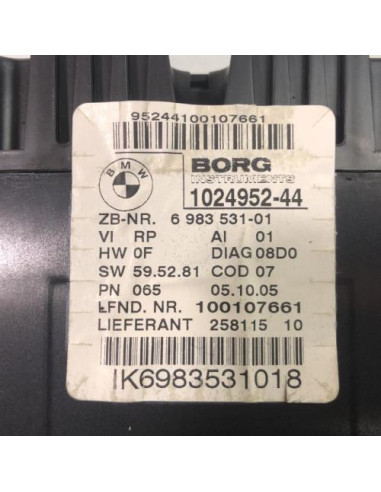 95244100107661
BMW
BORG
INSTRUMENTS
1024952-44
ZB-NR. 6 983 531-01
VI RP AI 01
HW 0F DIAG 08D0
SW 59.52.81 COD 07
PN 065 05.10.05
LFND. NR. 100107661
LIEFERANT 258115 10
IK6983531018